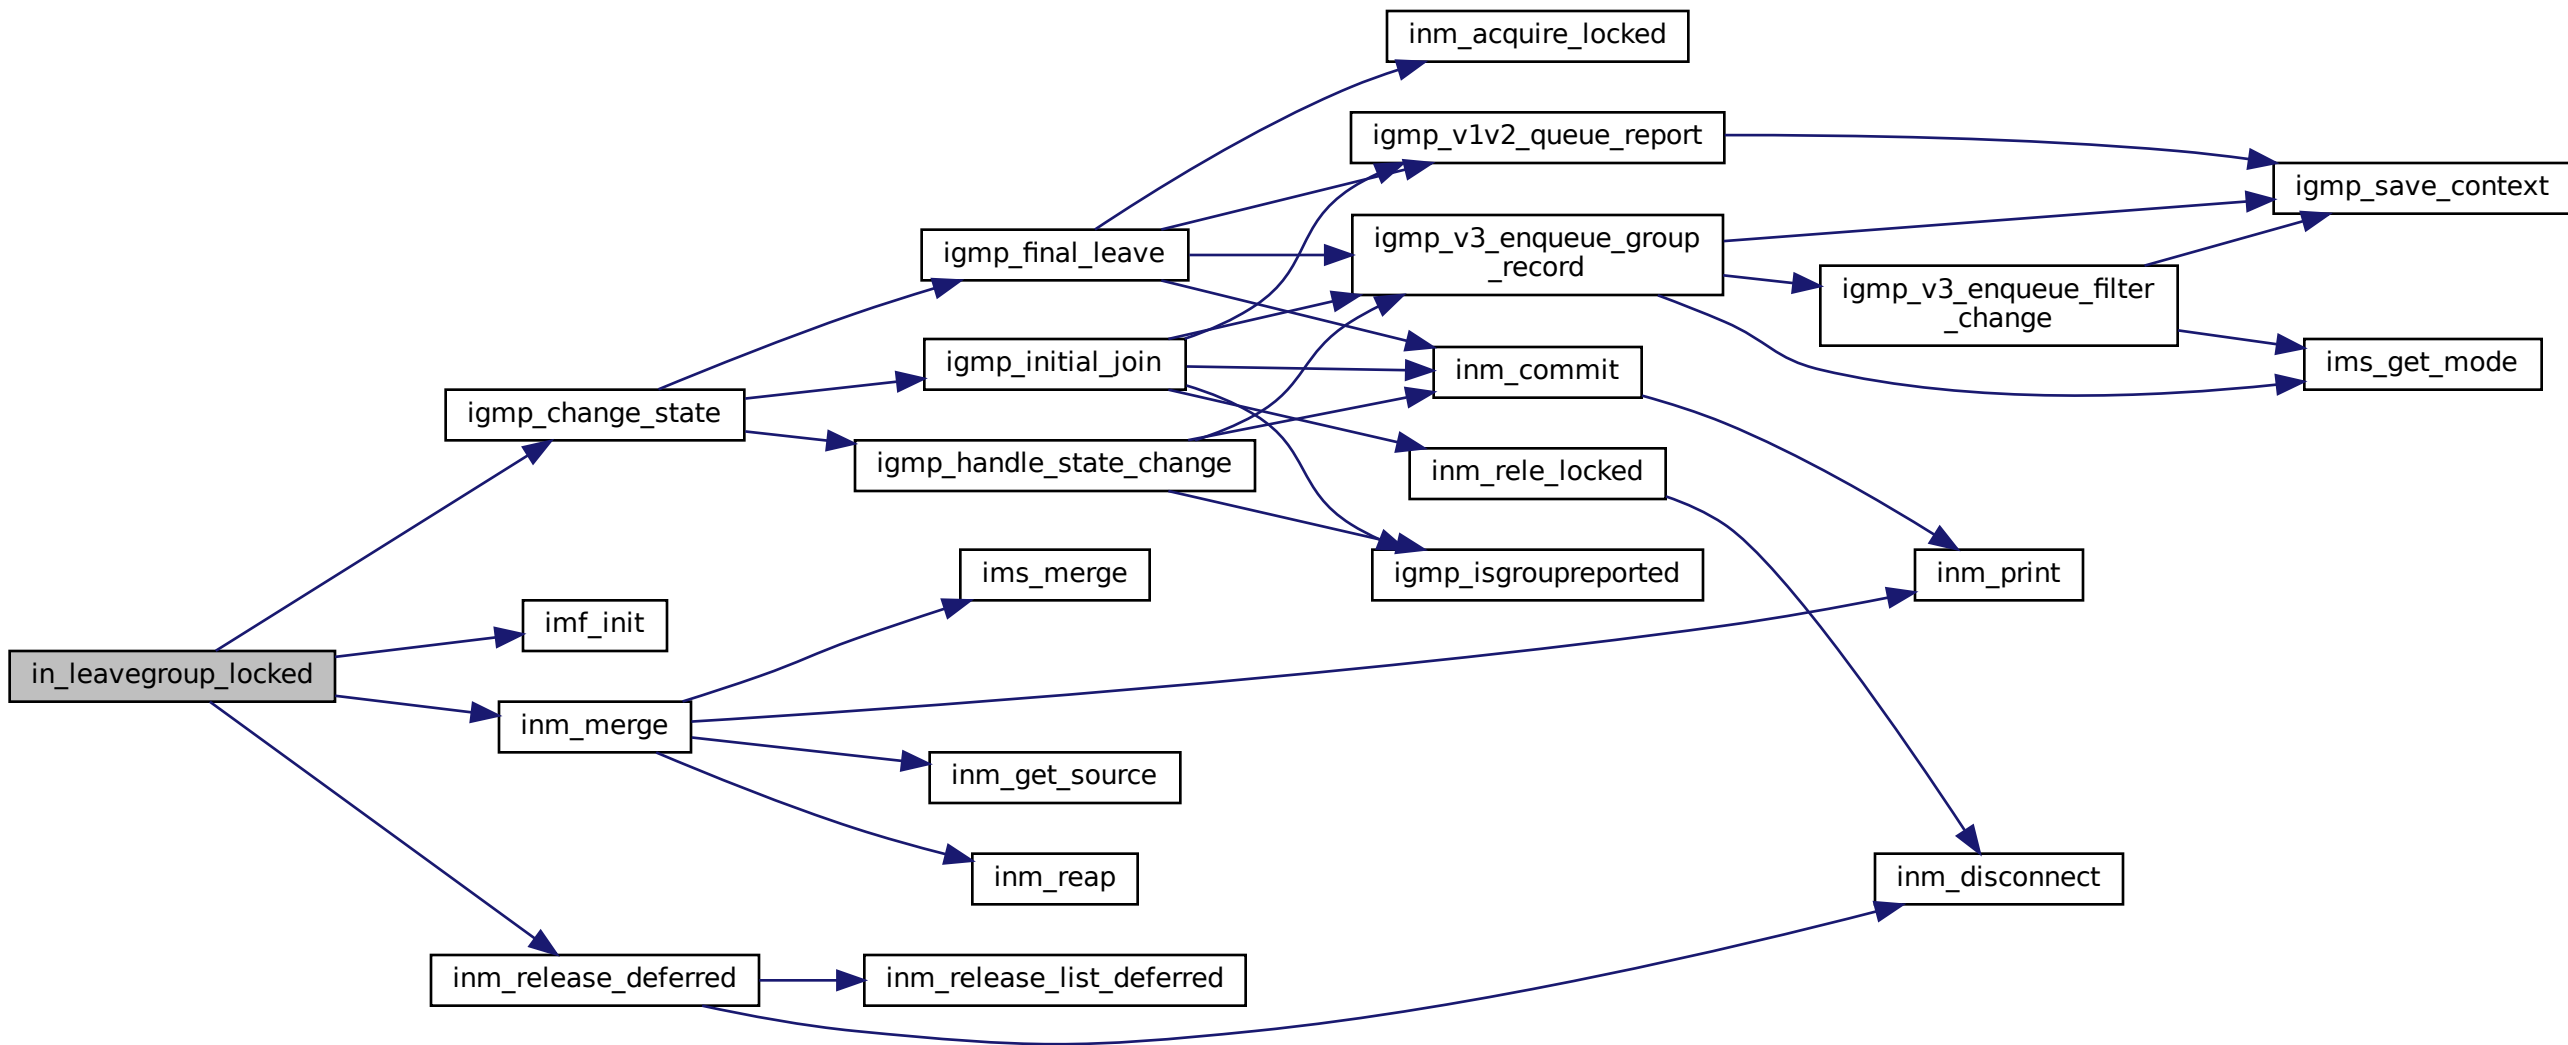 in_leavegroup_locked
igmp_change_state
igmp_final_leave
inm_acquire_locked
igmp_v1v2_queue_report
igmp_save_context
igmp_v3_enqueue_group
_record
igmp_v3_enqueue_filter
_change
ims_get_mode
inm_commit
inm_print
igmp_initial_join
inm_rele_locked
inm_disconnect
igmp_isgroupreported
igmp_handle_state_change
imf_init
inm_merge
ims_merge
inm_get_source
inm_reap
inm_release_deferred
inm_release_list_deferred